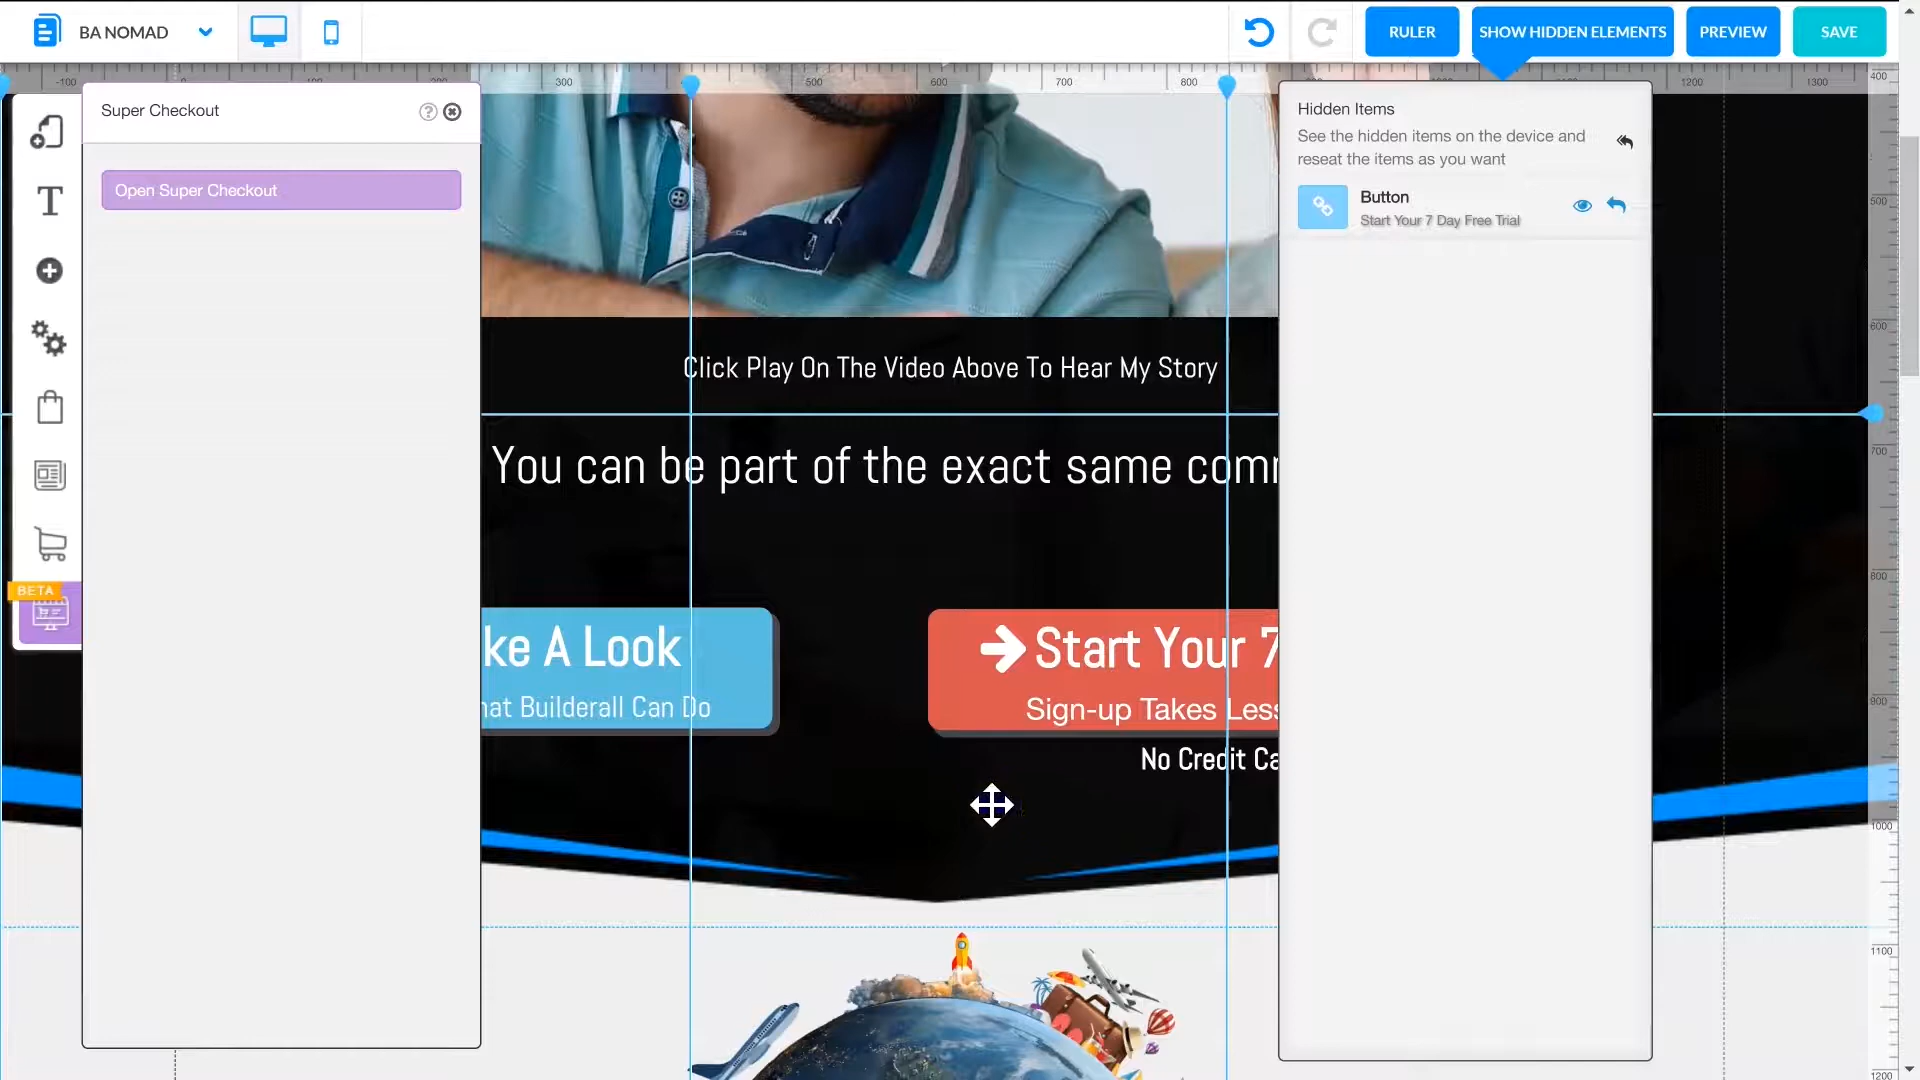 BA NOMAD
RULER
SHOW HIDDEN ELEMENTS
PREVIEW
SAVE
-100
0
100
200
300
500
600
700
800
1200
1300
400
500
600
700
800
900
1000
1100
1200
Super Checkout
?
Open Super Checkout
BETA
Hidden Items
See the hidden items on the device and
reseat the items as you want
Button
Start Your 7 Day Free Trial
Click Play On The Video Above To Hear My Story
You can be part of the exact same com
ke A Look
hat Builderall Can Do
Start Your 7
Sign-up Takes Less
No Credit Ca